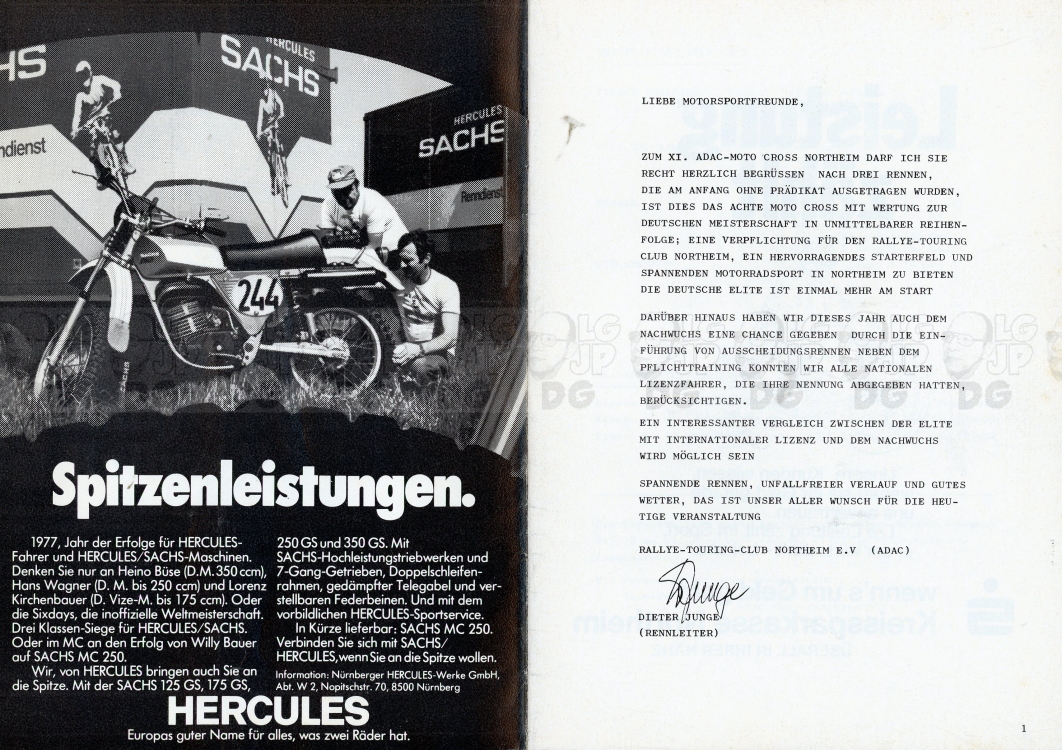 HS
HERCULES
SACHS
HERCULES
SACHS
ndienst
Renndienst
244
SACHS
Spitzenleistungen.
1977, Jahr der Erfolge für HERCULES-
Fahrer und HERCULES/SACHS-Maschinen.
Denken Sie nur an Heino Büse (D.M. 350 ccm),
Hans Wagner (D. M. bis 250 ccm) und Lorenz
Kirchenbauer (D. Vize-M. bis 175 ccm). Oder
die Sixdays, die inoffizielle Weltmeisterschaft.
Drei Klassen-Siege für HERCULES/SACHS.
Oder im MC an den Erfolg von Willy Bauer
auf SACHS MC 250.
Wir, von HERCULES bringen auch Sie an
die Spitze. Mit der SACHS 125 GS, 175 GS,
250 GS und 350 GS. Mit
SACHS-Hochleistungstriebwerken und
7-Gang-Getrieben, Doppelschleifen-
rahmen, gedämpfter Telegabel und ver-
stellbaren Federbeinen. Und mit dem
vorbildlichen HERCULES-Sportservice.
In Kürze lieferbar: SACHS MC 250.
Verbinden Sie sich mit SACHS/
HERCULES, wenn Sie an die Spitze wollen.
Information: Nürnberger HERCULES-Werke GmbH,
Abt. W 2, Nopitschstr. 70, 8500 Nürnberg
HERCULES
Europas guter Name für alles, was zwei Räder hat.
LIEBE MOTORSPORTFREUNDE,
ZUM XI. ADAC-MOTO CROSS NORTHEIM DARF ICH SIE
RECHT HERZLICH BEGRÜSSEN NACH DREI RENNEN,
DIE AM ANFANG OHNE PRÄDIKAT AUSGETRAGEN WURDEN,
IST DIES DAS ACHTE MOTO CROSS MIT WERTUNG ZUR
DEUTSCHEN MEISTERSCHAFT IN UNMITTELBARER REIHEN-
FOLGE; EINE VERPFLICHTUNG FÜR DEN RALLYE-TOURING
CLUB NORTHEIM, EIN HERVORRAGENDES STARTERFELD UND
SPANNENDEN MOTORRADSPORT IN NORTHEIM ZU BIETEN
DIE DEUTSCHE ELITE IST EINMAL MEHR AM START
DARÜBER HINAUS HABEN WIR DIESES JAHR AUCH DEM
NACHWUCHS EINE CHANCE GEGEBEN DURCH DIE EIN-
FÜHRUNG VON AUSSCHEIDUNGSRENNEN NEBEN DEM
PFLICHTTRAINING KONNTEN WIR ALLE NATIONALEN
LIZENZFAHRER, DIE IHRE NENNUNG ABGEGEBEN HATTEN,
BERÜCKSICHTIGEN.
EIN INTERESSANTER VERGLEICH ZWISCHEN DER ELITE
MIT INTERNATIONALER LIZENZ UND DEM NACHWUCHS
WIRD MÖGLICH SEIN
SPANNENDE RENNEN, UNFALLFREIER VERLAUF UND GUTES
WETTER, DAS IST UNSER ALLER WUNSCH FÜR DIE HEU-
TIGE VERANSTALTUNG
RALLYE-TOURING-CLUB NORTHEIM E.V (ADAC)
DIETER JUNGE
(RENNLEITER)
1